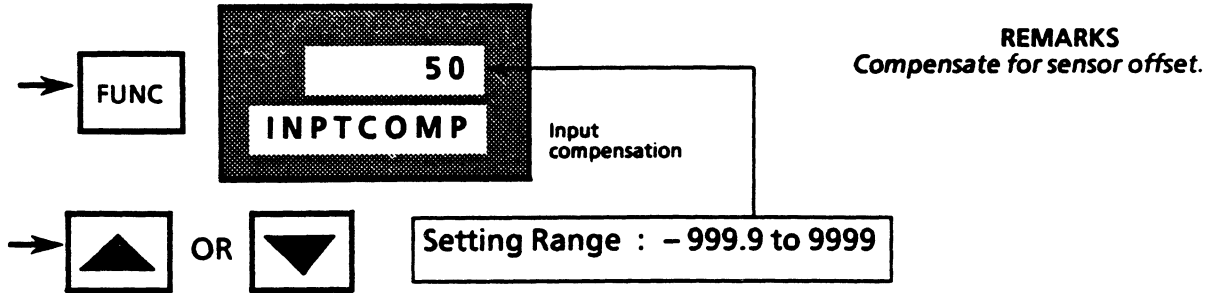 REMARKS
Compensate for sensor offset.
FUNC
50
INPTCOMP
Input
compensation
OR
Setting Range : – 999.9 to 9999